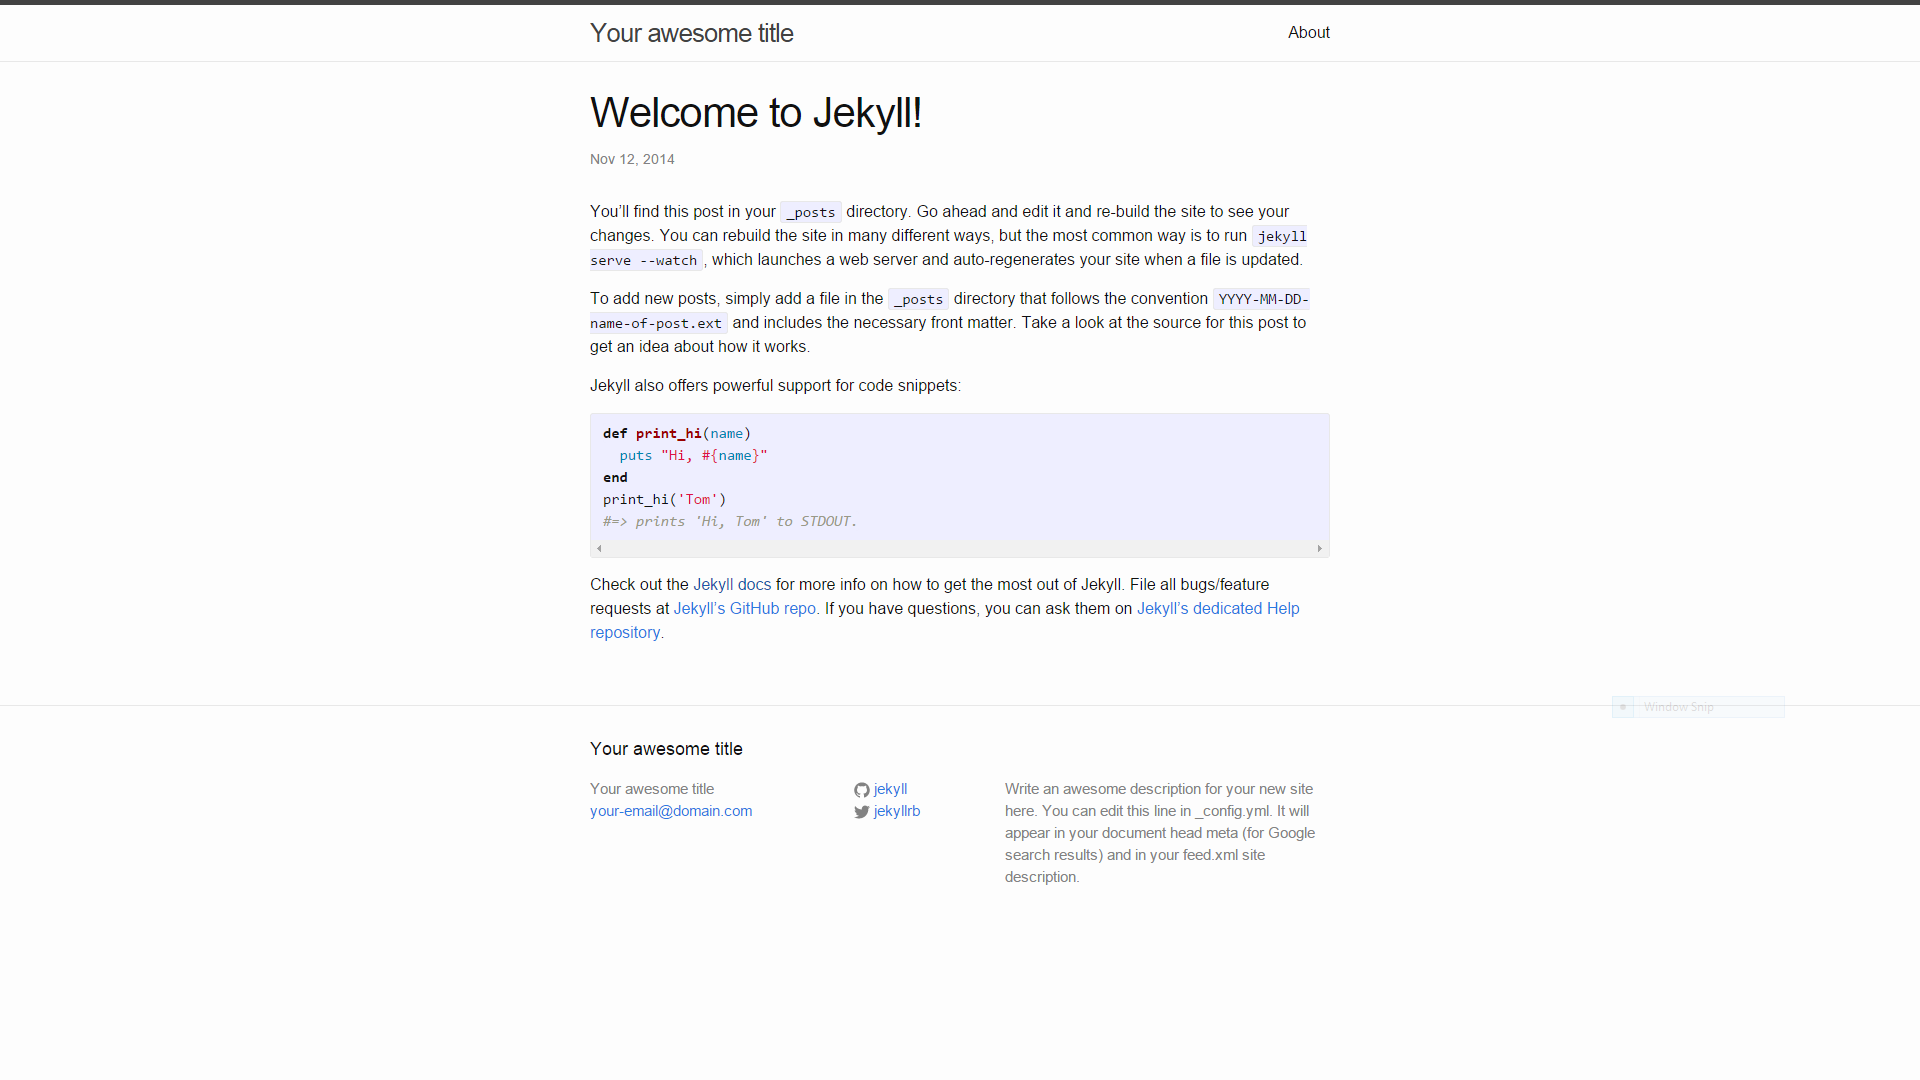 Your awesome title
About
Welcome to Jekyll!
Nov 12, 2014
You’ll find this post in your _posts directory. Go ahead and edit it and re-build the site to see your
changes. You can rebuild the site in many different ways, but the most common way is to run jekyll
serve --watch, which launches a web server and auto-regenerates your site when a file is updated.
To add new posts, simply add a file in the _posts directory that follows the convention YYYY-MM-DD-
name-of-post.ext and includes the necessary front matter. Take a look at the source for this post to
get an idea about how it works.
Jekyll also offers powerful support for code snippets:
def print_hi(name)
  puts "Hi, #{name}"
end
print_hi('Tom')
#=> prints 'Hi, Tom' to STDOUT.
Check out the Jekyll docs for more info on how to get the most out of Jekyll. File all bugs/feature
requests at Jekyll’s GitHub repo. If you have questions, you can ask them on Jekyll’s dedicated Help
repository.
Window Snip
Your awesome title
Your awesome title
your-email@domain.com
jekyll
jekyllrb
Write an awesome description for your new site
here. You can edit this line in _config.yml. It will
appear in your document head meta (for Google
search results) and in your feed.xml site
description.